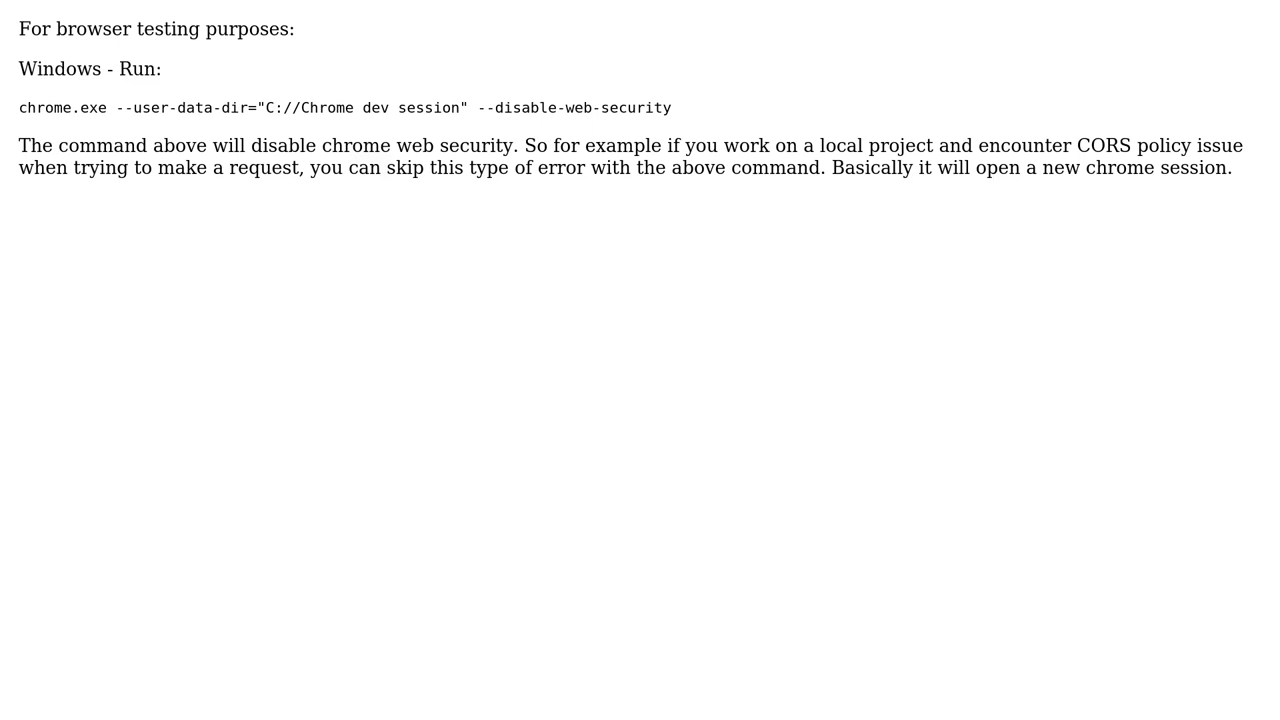 For browser testing purposes:
Windows - Run:
chrome.exe --user-data-dir="C://Chrome dev session" --disable-web-security
The command above will disable chrome web security. So for example if you work on a local project and encounter CORS policy issue
when trying to make a request, you can skip this type of error with the above command. Basically it will open a new chrome session.